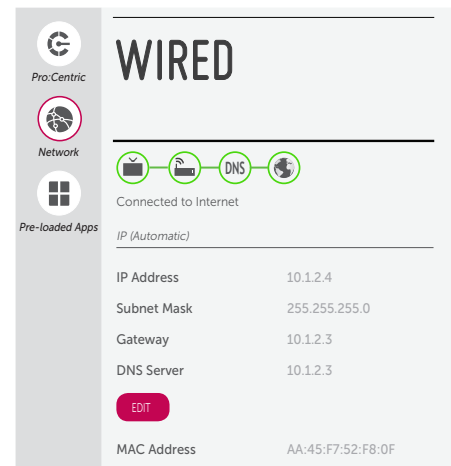 Pro:Centric
Network
Pre-loaded Apps
WIRED
DNS
Connected to Internet
IP (Automatic)
IP Address 10.1.2.4
Subnet Mask 255.255.255.0
Gateway 10.1.2.3
DNS Server 10.1.2.3
EDIT
MAC Address AA:45:F7:52:F8:0F